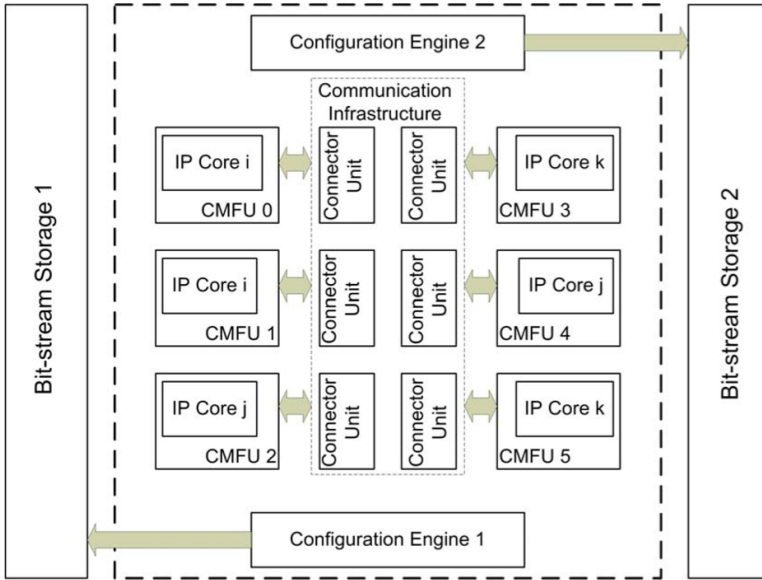 Bit-stream Storage 1
Configuration Engine 2
Communication
Infrastructure
IP Core i
CMFU 0
Connector
Unit
Connector
Unit
IP Core k
CMFU 3
IP Core i
CMFU 1
Connector
Unit
Connector
Unit
IP Core j
CMFU 4
IP Core j
CMFU 2
Connector
Unit
Connector
Unit
IP Core k
CMFU 5
Configuration Engine 1
Bit-stream Storage 2